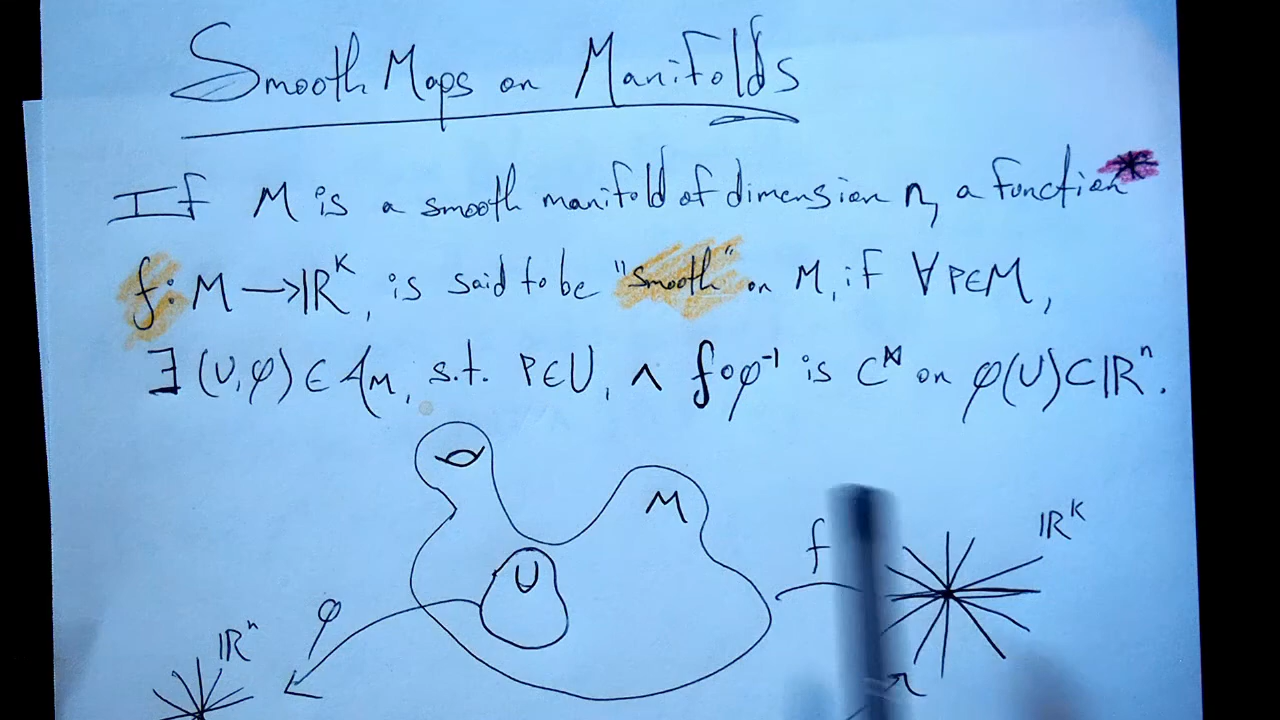 Smooth Maps on Manifolds
If M is a smooth manifold of dimension n, a function*
f: M → ℝᵏ, is said to be "smooth" on M, if ∀ p∈M,
∃ (U,φ) ∈ 𝒜ₘ, s.t. p∈U, ∧ f∘φ⁻¹ is C^∞ on φ(U) ⊂ ℝⁿ.
M
f
ℝᵏ
U
φ
ℝⁿ